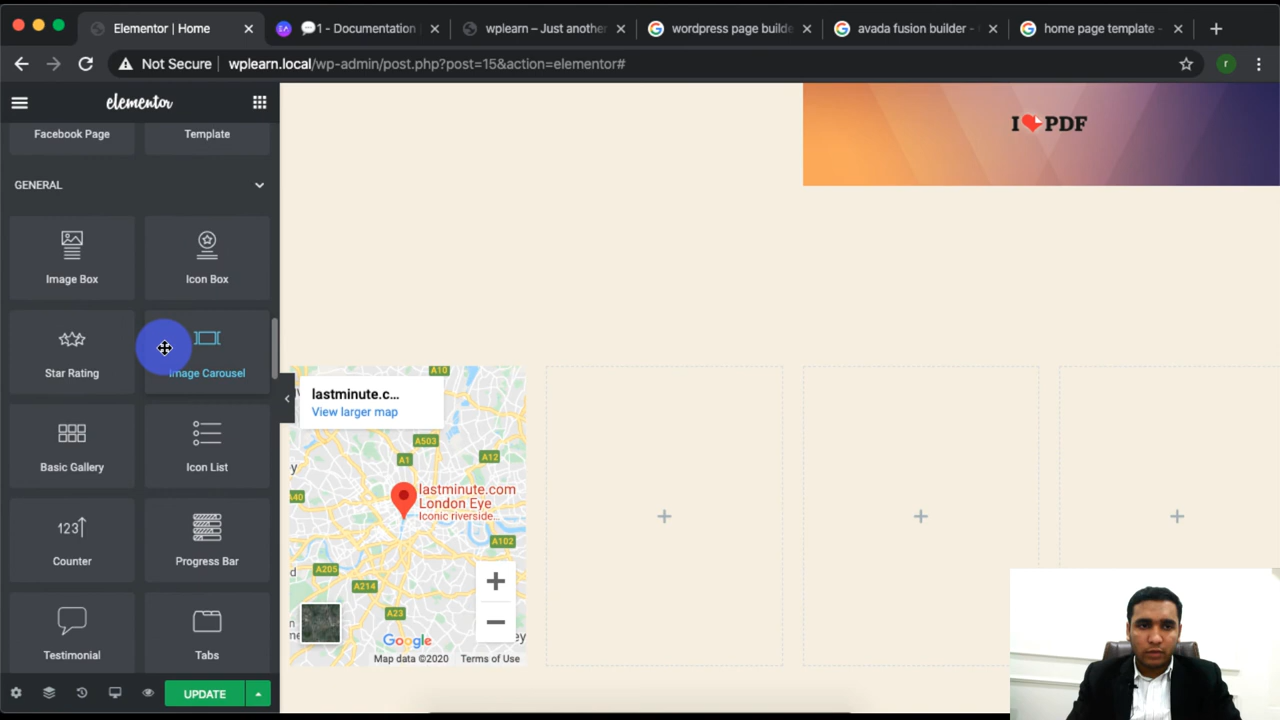 Elementor | Home
1 - Documentation
wplearn – Just another
wordpress page builde
avada fusion builder -
home page template -
Not Secure
wplearn.local/wp-admin/post.php?post=15&action=elementor#
r
elementor
Facebook Page
Template
GENERAL
Image Box
Icon Box
Star Rating
Image Carousel
Basic Gallery
Icon List
123
Counter
Progress Bar
Testimonial
Tabs
UPDATE
I PDF
lastminute.c...
View larger map
A10
A503
A1
A12
ey
A40
lastminute.com
London Eye
Iconic riverside...
A102
A205
A214
A23
ey
Google
Map data ©2020
Terms of Use